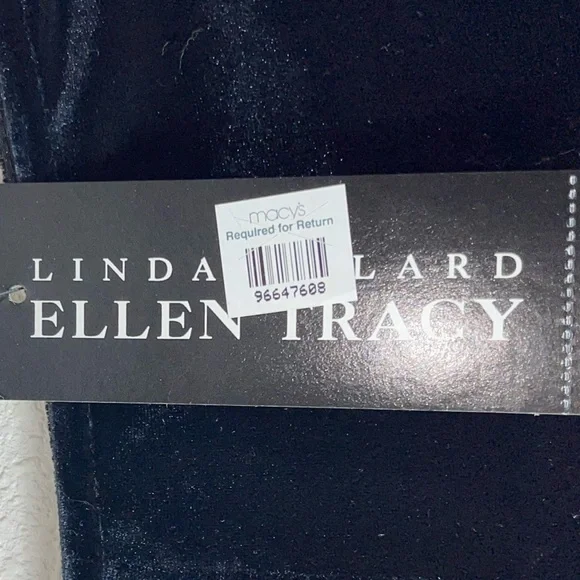 macy's
Required for Return
96647608
LINDA LARD
ELLEN TRACY